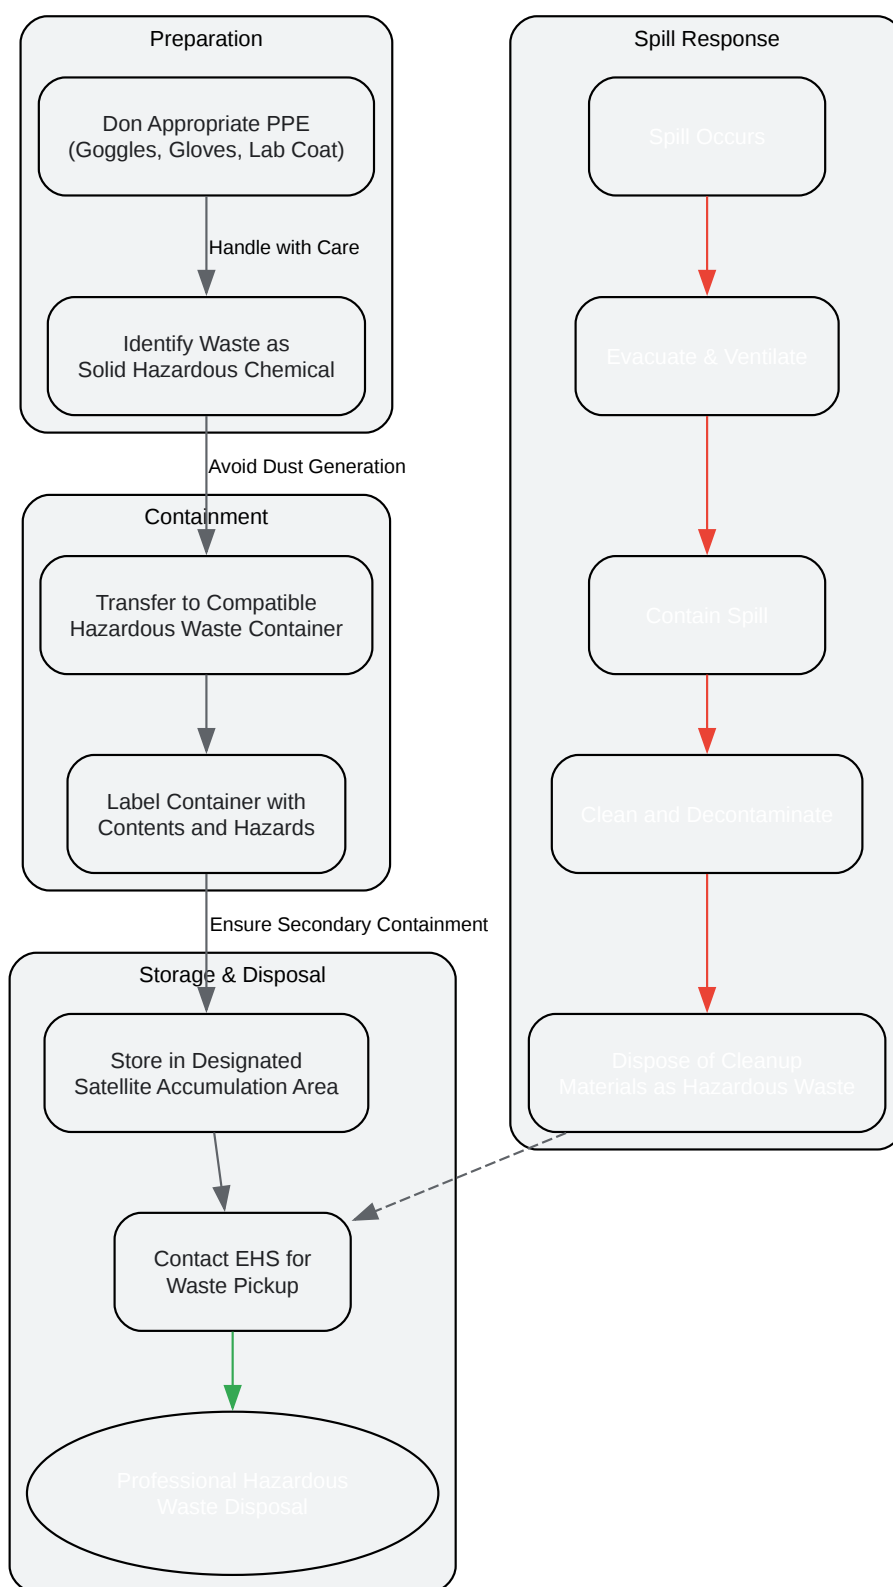 Preparation
Don Appropriate PPE
(Goggles, Gloves, Lab Coat)
Handle with Care
Identify Waste as
Solid Hazardous Chemical
Avoid Dust Generation
Containment
Transfer to Compatible
Hazardous Waste Container
Label Container with
Contents and Hazards
Ensure Secondary Containment
Storage & Disposal
Store in Designated
Satellite Accumulation Area
Contact EHS for
Waste Pickup
Professional Hazardous
Waste Disposal
Spill Response
Spill Occurs
Evacuate & Ventilate
Contain Spill
Clean and Decontaminate
Dispose of Cleanup
Materials as Hazardous Waste